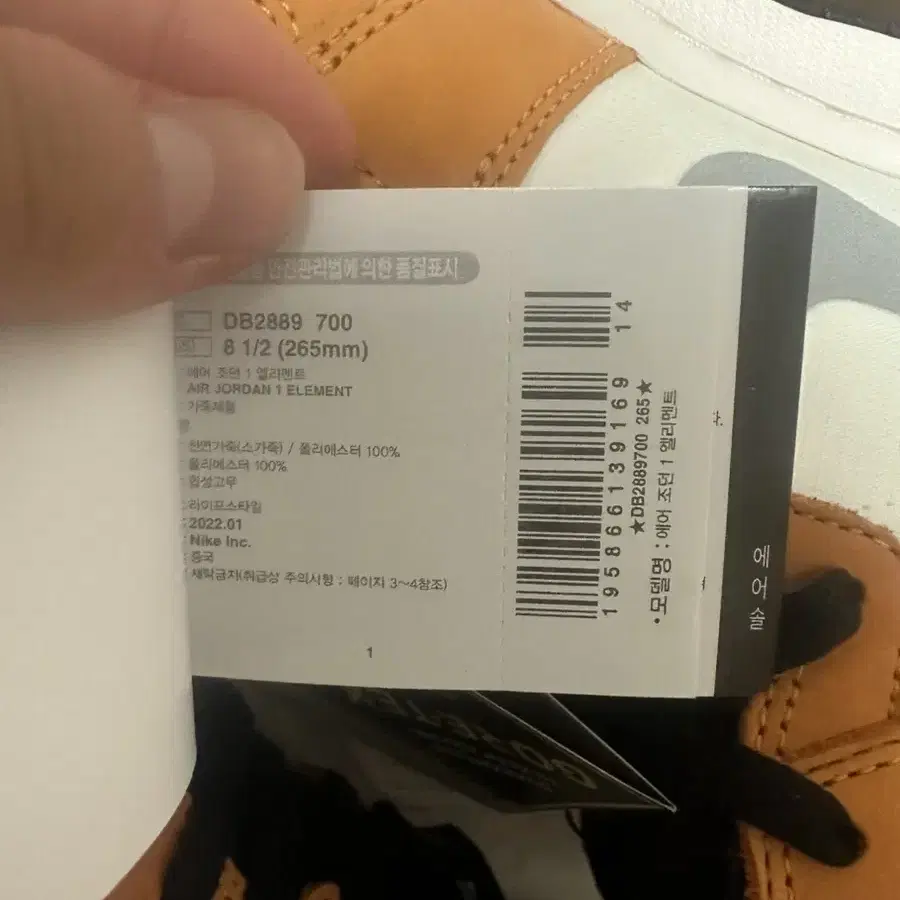 안전관리법에 의한 품질표시
DB2889 700
8 1/2 (265mm)
에어 조던 1 엘리멘트
AIR JORDAN 1 ELEMENT
가죽제품
천연가죽(소가죽) / 폴리에스터 100%
폴리에스터 100%
합성고무
:라이프스타일
:2022.01
:Nike Inc.
:중국
세탁금지(취급상 주의사항 : 페이지 3~4참조)
1
14
195866139169
★DB2889700 265★
•모델명 : 에어 조던 1 엘리멘트
다.
에어솔
GORE-TEX